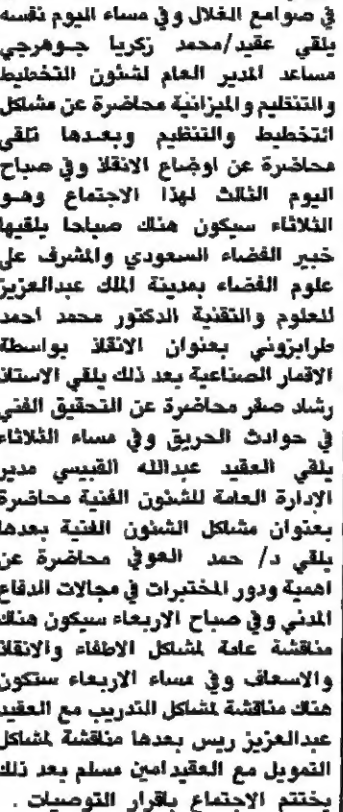 في صوامع الغلال وفي مساء اليوم نفسه
يلقي عقيد/محمد زكريا جوهرجي
مساعد المدير العام لشئون التخطيط
والتنظيم والميزانية محاضرة عن مشاكل
التخطيط والتنظيم وبعدها تلقى
محاضرة عن اوضاع الانقاذ وفي صباح
اليوم الثالث لهذا الاجتماع وهو
الثلاثاء سيكون هناك صباحا يلقيها
خبير الفضاء السعودي والمشرف على
علوم الفضاء بمدينة الملك عبدالعزيز
للعلوم والتقنية الدكتور محمد احمد
طرابزوني بعنوان الانقاذ بواسطة
الاقمار الصناعية بعد ذلك يلقي الاستاذ
رشاد صقر محاضرة عن التحقيق الفني
في حوادث الحريق وفي مساء الثلاثاء
يلقي العقيد عبدالله القبيسي مدير
الإدارة العامة للشئون الفنية محاضرة
بعنوان مشاكل الشئون الفنية بعدها
يلقي د/ حمد العوفي محاضرة عن
اهمية ودور المختبرات في مجالات الدفاع
المدني وفي صباح الاربعاء سيكون هناك
مناقشة عامة لمشاكل الاطفاء والانقاذ
والاسعاف وفي مساء الاربعاء ستكون
هناك مناقشة لمشاكل التدريب مع العقيد
عبدالعزيز ريس بعدها مناقشة لمشاكل
التمويل مع العقيد امين مسلم بعد ذلك
يختتم الاجتماع باقرار التوصيات .